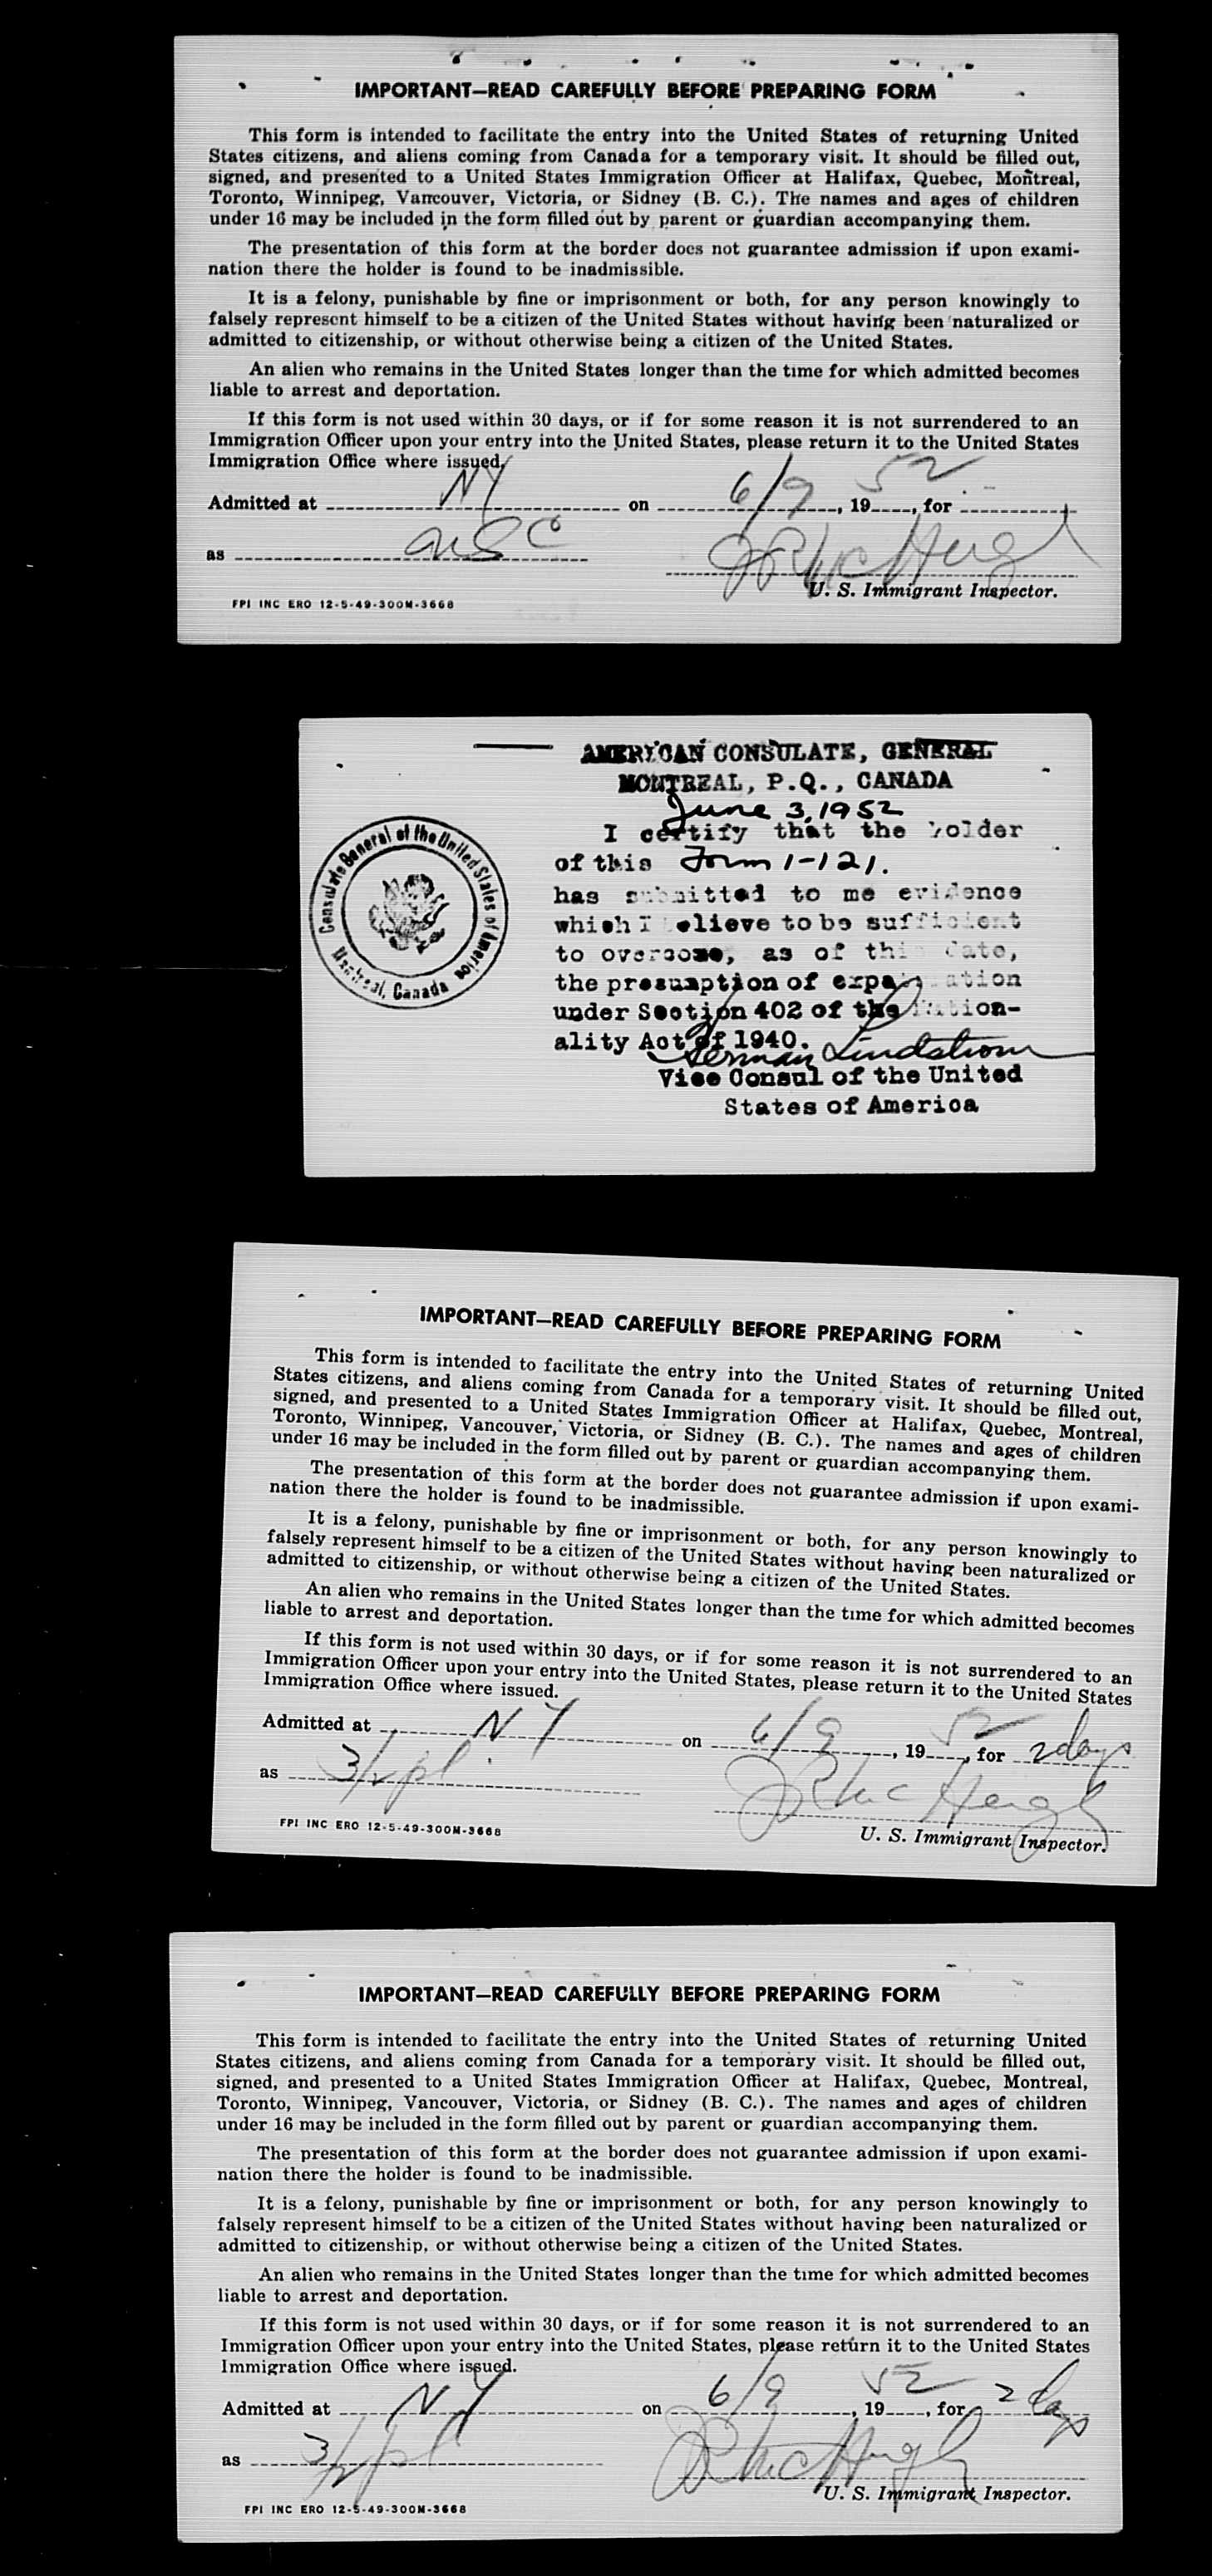 IMPORTANT—READ CAREFULLY BEFORE PREPARING FORM
This form is intended to facilitate the entry into the United States of returning United
States citizens, and aliens coming from Canada for a temporary visit. It should be filled out,
signed, and presented to a United States Immigration Officer at Halifax, Quebec, Montreal,
Toronto, Winnipeg, Vancouver, Victoria, or Sidney (B. C.). The names and ages of children
under 16 may be included in the form filled out by parent or guardian accompanying them.
The presentation of this form at the border does not guarantee admission if upon exami-
nation there the holder is found to be inadmissible.
It is a felony, punishable by fine or imprisonment or both, for any person knowingly to
falsely represent himself to be a citizen of the United States without having been naturalized or
admitted to citizenship, or without otherwise being a citizen of the United States.
An alien who remains in the United States longer than the time for which admitted becomes
liable to arrest and deportation.
If this form is not used within 30 days, or if for some reason it is not surrendered to an
Immigration Officer upon your entry into the United States, please return it to the United States
Immigration Office where issued.
Admitted at NY on 6/9, 1952, for
as USC
U. S. Immigrant Inspector.
FPI INC ERO 12-5-49-300M-3668
AMERICAN CONSULATE, GENERAL
MONTREAL, P.Q., CANADA
June 3, 1952
Consulate General of the United States of America
Montreal, Canada
I certify that the holder
of this Form 1-121.
has submitted to me evidence
which I believe to be sufficient
to overcome, as of this date,
the presumption of expatriation
under Section 402 of the Nation-
ality Act of 1940.
Herman Lindstrom
Vice Consul of the United
States of America
IMPORTANT—READ CAREFULLY BEFORE PREPARING FORM
This form is intended to facilitate the entry into the United States of returning United
States citizens, and aliens coming from Canada for a temporary visit. It should be filled out,
signed, and presented to a United States Immigration Officer at Halifax, Quebec, Montreal,
Toronto, Winnipeg, Vancouver, Victoria, or Sidney (B. C.). The names and ages of children
under 16 may be included in the form filled out by parent or guardian accompanying them.
The presentation of this form at the border does not guarantee admission if upon exami-
nation there the holder is found to be inadmissible.
It is a felony, punishable by fine or imprisonment or both, for any person knowingly to
falsely represent himself to be a citizen of the United States without having been naturalized or
admitted to citizenship, or without otherwise being a citizen of the United States.
An alien who remains in the United States longer than the time for which admitted becomes
liable to arrest and deportation.
If this form is not used within 30 days, or if for some reason it is not surrendered to an
Immigration Officer upon your entry into the United States, please return it to the United States
Immigration Office where issued.
Admitted at NY on 6/9, 1952, for 2 days
as 3/2 pl
U. S. Immigrant Inspector.
FPI INC ERO 12-5-49-300M-3668
IMPORTANT—READ CAREFULLY BEFORE PREPARING FORM
This form is intended to facilitate the entry into the United States of returning United
States citizens, and aliens coming from Canada for a temporary visit. It should be filled out,
signed, and presented to a United States Immigration Officer at Halifax, Quebec, Montreal,
Toronto, Winnipeg, Vancouver, Victoria, or Sidney (B. C.). The names and ages of children
under 16 may be included in the form filled out by parent or guardian accompanying them.
The presentation of this form at the border does not guarantee admission if upon exami-
nation there the holder is found to be inadmissible.
It is a felony, punishable by fine or imprisonment or both, for any person knowingly to
falsely represent himself to be a citizen of the United States without having been naturalized or
admitted to citizenship, or without otherwise being a citizen of the United States.
An alien who remains in the United States longer than the time for which admitted becomes
liable to arrest and deportation.
If this form is not used within 30 days, or if for some reason it is not surrendered to an
Immigration Officer upon your entry into the United States, please return it to the United States
Immigration Office where issued.
Admitted at NY on 6/9, 1952, for 2 days
as 3/2 pl
U. S. Immigrant Inspector.
FPI INC ERO 12-5-49-300M-3668